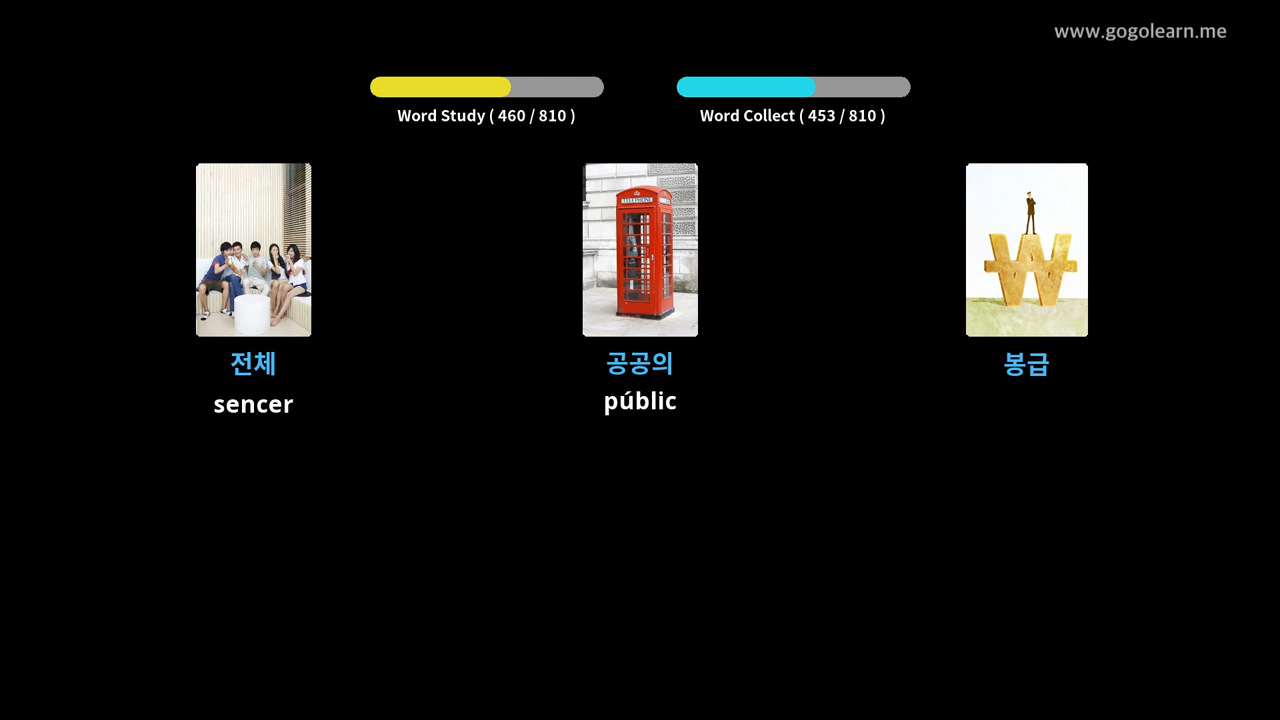 www.gogolearn.me
Word Study ( 460 / 810 )
Word Collect ( 453 / 810 )
TELEPHONE
전체
공공의
봉급
sencer
públic